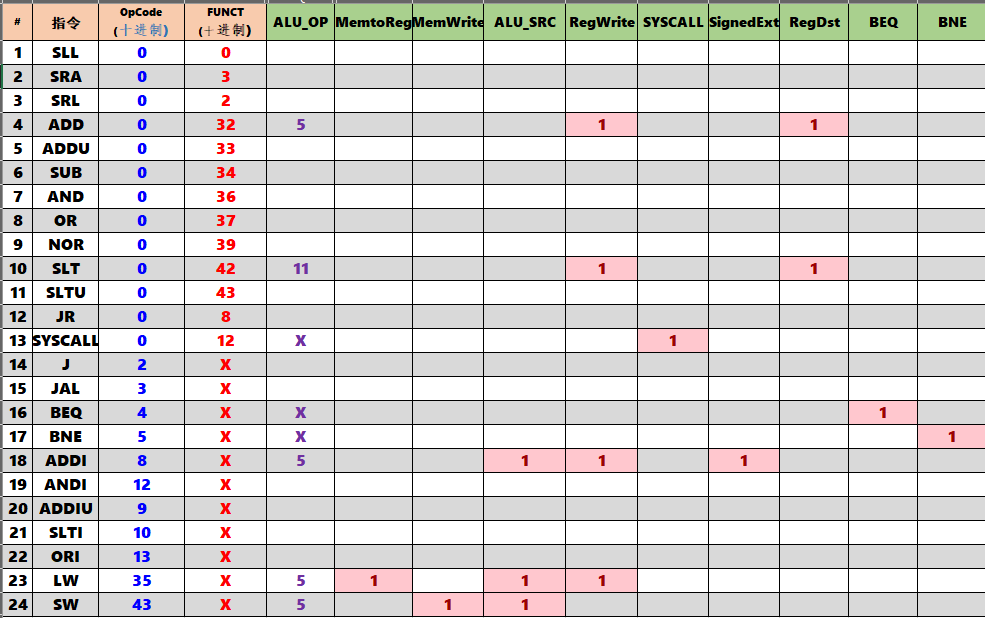 # 指令 OpCode (十进制) FUNCT (十进制) ALU_OP MemtoReg MemWrite ALU_SRC RegWrite SYSCALL SignedExt RegDst BEQ BNE
1 SLL 0 0
2 SRA 0 3
3 SRL 0 2
4 ADD 0 32 5 1 1
5 ADDU 0 33
6 SUB 0 34
7 AND 0 36
8 OR 0 37
9 NOR 0 39
10 SLT 0 42 11 1 1
11 SLTU 0 43
12 JR 0 8
13 SYSCALL 0 12 X 1
14 J 2 X
15 JAL 3 X
16 BEQ 4 X X 1
17 BNE 5 X X 1
18 ADDI 8 X 5 1 1 1
19 ANDI 12 X
20 ADDIU 9 X
21 SLTI 10 X
22 ORI 13 X
23 LW 35 X 5 1 1 1
24 SW 43 X 5 1 1